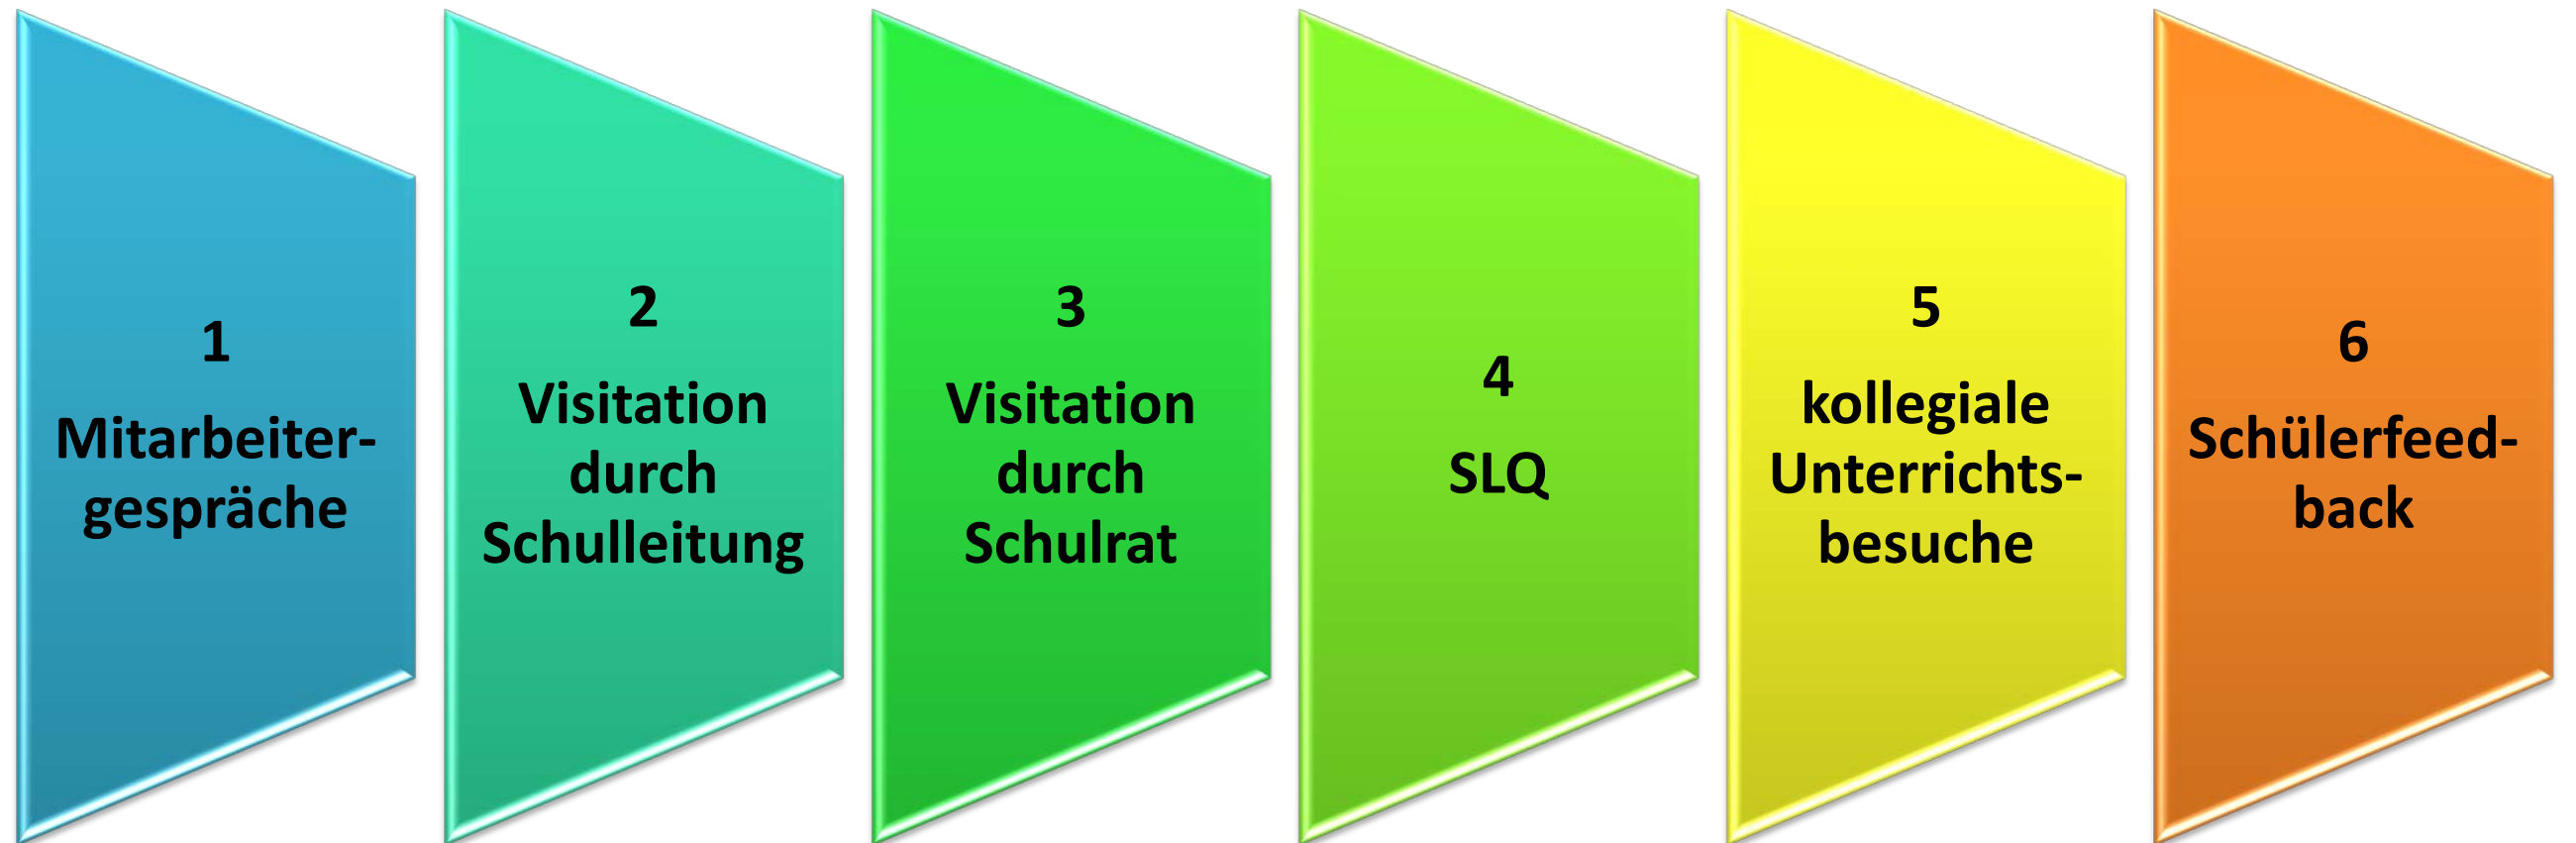 1
Mitarbeiter-
gespräche
2
Visitation
durch
Schulleitung
3
Visitation
durch
Schulrat
4
SLQ
5
kollegiale
Unterrichts-
besuche
6
Schülerfeed-
back